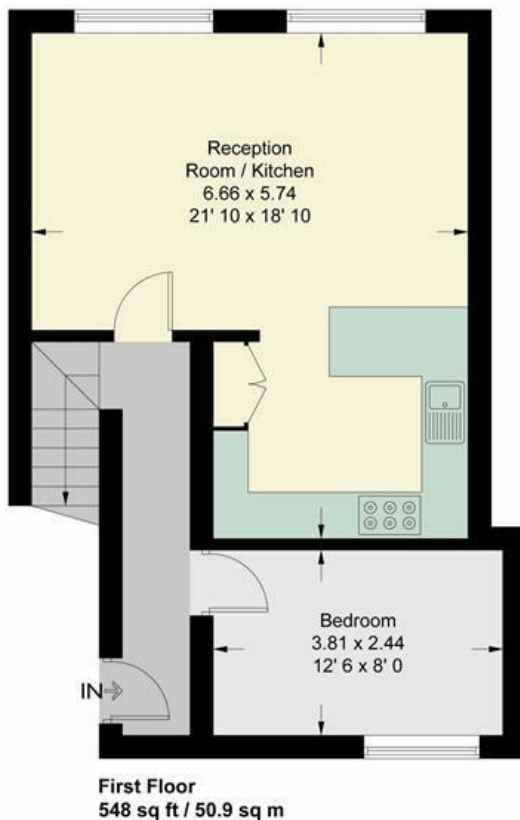 Reception
Room / Kitchen
6.66 x 5.74
21' 10 x 18' 10
Bedroom
3.81 x 2.44
12' 6 x 8' 0
IN
First Floor
548 sq ft / 50.9 sq m